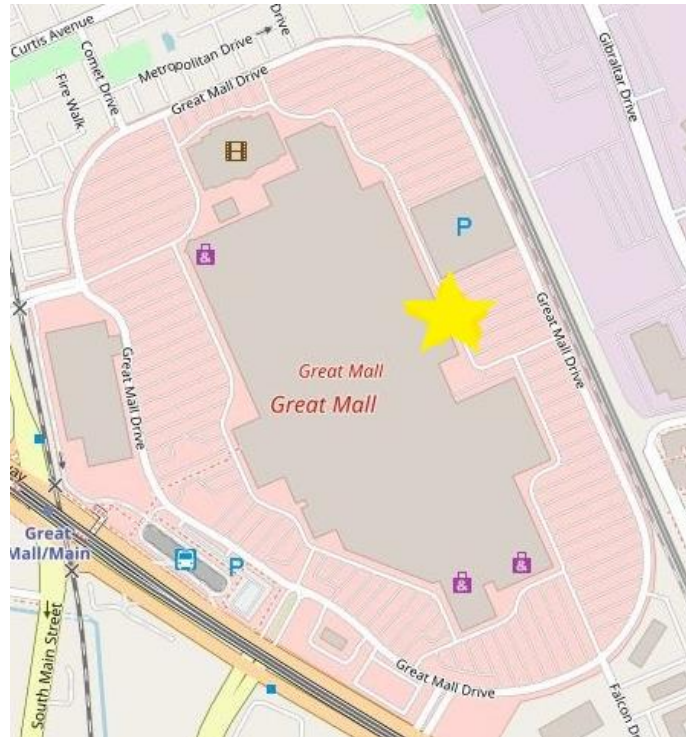 Curtis Avenue
Drive
Metropolitan Drive
Comet Drive
Fire Walk
Great Mall Drive
Gibraltar Drive
P
&
Great Mall Drive
Great Mall Drive
Great Mall
Great Mall
way
Great
Mall/Main
P
&
&
South Main Street
Great Mall Drive
Falcon D